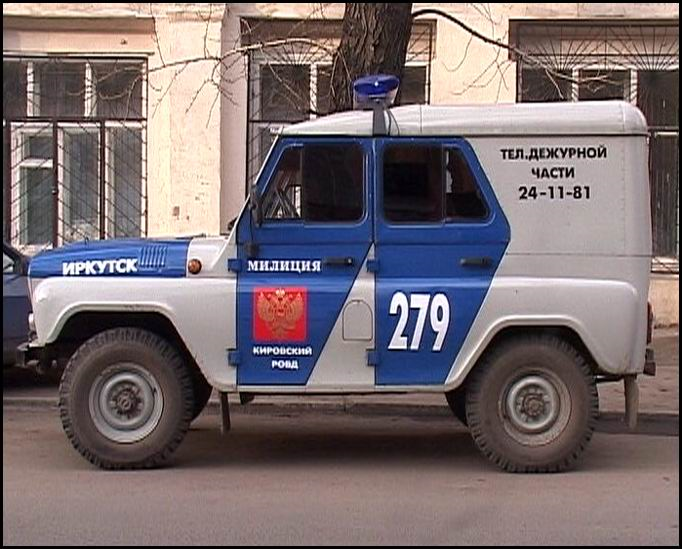 ТЕЛ.ДЕЖУРНОЙ
ЧАСТИ
24-11-81
ИРКУТСК
МИЛИЦИЯ
279
КИРОВСКИЙ
РОВД